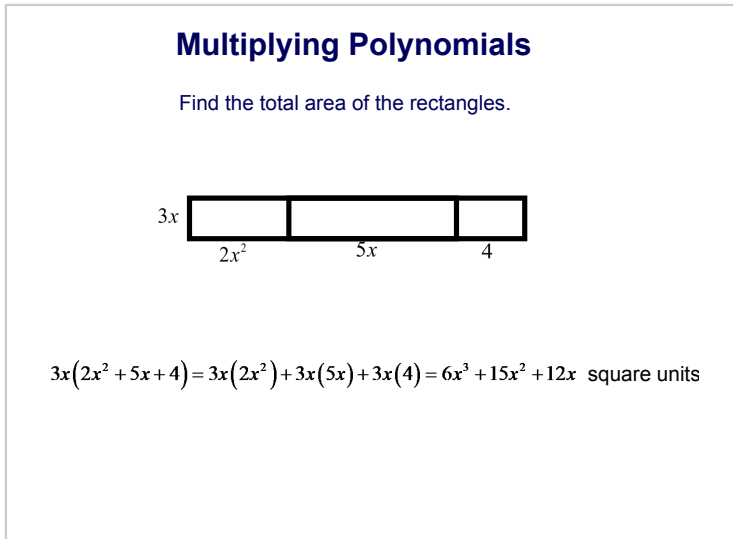 Multiplying Polynomials
Find the total area of the rectangles.
3x
2x² 5x 4
3x(2x² + 5x + 4) = 3x(2x²) + 3x(5x) + 3x(4) = 6x³ + 15x² + 12x square units